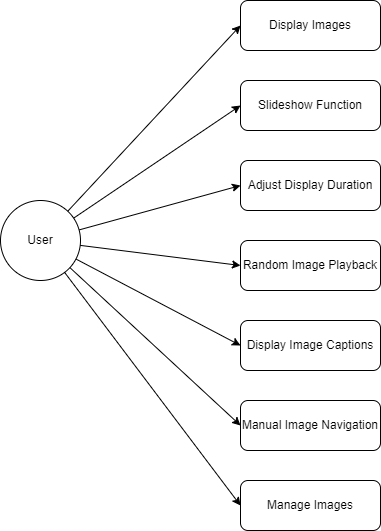 Display Images
Slideshow Function
Adjust Display Duration
User
Random Image Playback
Display Image Captions
Manual Image Navigation
Manage Images